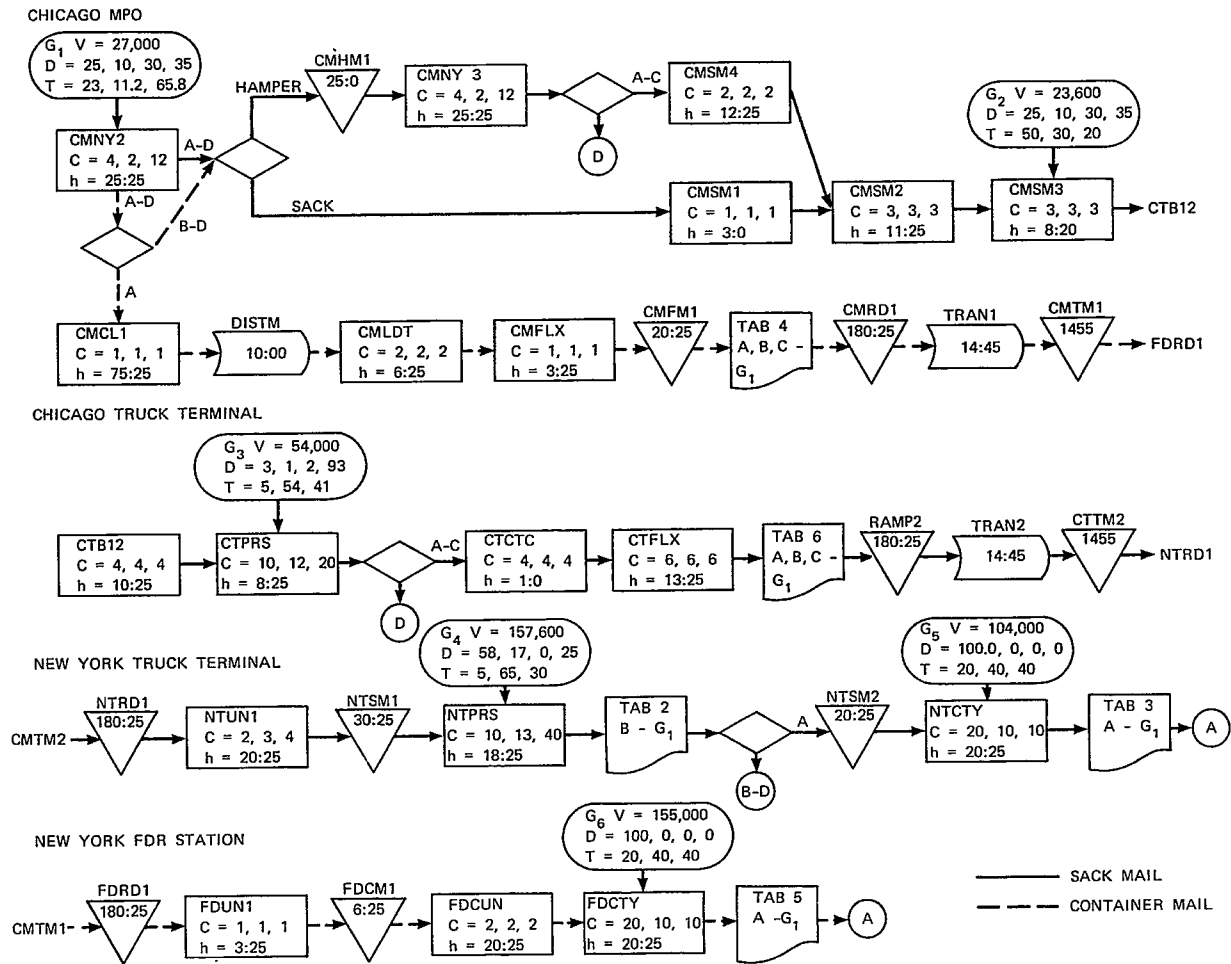 CHICAGO MPO
G1 V = 27,000
D = 25, 10, 30, 35
T = 23, 11.2, 65.8
CMNY2
C = 4, 2, 12
h = 25:25
A-D
A-D
B-D
A
HAMPER
SACK
CMHM1
25:0
CMNY 3
C = 4, 2, 12
h = 25:25
A-C
D
CMSM4
C = 2, 2, 2
h = 12:25
CMSM1
C = 1, 1, 1
h = 3:0
CMSM2
C = 3, 3, 3
h = 11:25
G2 V = 23,600
D = 25, 10, 30, 35
T = 50, 30, 20
CMSM3
C = 3, 3, 3
h = 8:20
CTB12
CMCL1
C = 1, 1, 1
h = 75:25
DISTM
10:00
CMLDT
C = 2, 2, 2
h = 6:25
CMFLX
C = 1, 1, 1
h = 3:25
CMFM1
20:25
TAB 4
A, B, C -
G1
CMRD1
180:25
TRAN1
14:45
CMTM1
1455
FDRD1
CHICAGO TRUCK TERMINAL
G3 V = 54,000
D = 3, 1, 2, 93
T = 5, 54, 41
CTB12
C = 4, 4, 4
h = 10:25
CTPRS
C = 10, 12, 20
h = 8:25
A-C
D
CTCTC
C = 4, 4, 4
h = 1:0
CTFLX
C = 6, 6, 6
h = 13:25
TAB 6
A, B, C -
G1
RAMP2
180:25
TRAN2
14:45
CTTM2
1455
NTRD1
NEW YORK TRUCK TERMINAL
G4 V = 157,600
D = 58, 17, 0, 25
T = 5, 65, 30
G5 V = 104,000
D = 100.0, 0, 0, 0
T = 20, 40, 40
CMTM2
NTRD1
180:25
NTUN1
C = 2, 3, 4
h = 20:25
NTSM1
30:25
NTPRS
C = 10, 13, 40
h = 18:25
TAB 2
B - G1
A
B-D
NTSM2
20:25
NTCTY
C = 20, 10, 10
h = 20:25
TAB 3
A - G1
A
NEW YORK FDR STATION
G6 V = 155,000
D = 100, 0, 0, 0
T = 20, 40, 40
CMTM1
FDRD1
180:25
FDUN1
C = 1, 1, 1
h = 3:25
FDCM1
6:25
FDCUN
C = 2, 2, 2
h = 20:25
FDCTY
C = 20, 10, 10
h = 20:25
TAB 5
A -G1
A
SACK MAIL
CONTAINER MAIL